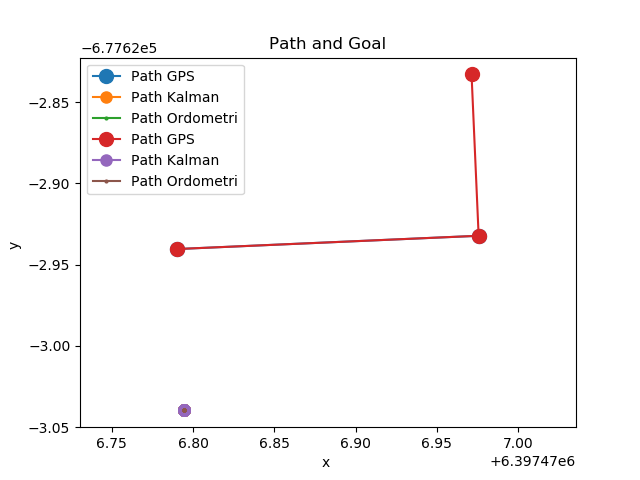 Path and Goal
−6.7762e5
Path GPS
Path Kalman
Path Ordometri
Path GPS
Path Kalman
Path Ordometri
−2.85
−2.90
−2.95
−3.00
−3.05
y
6.75 6.80 6.85 6.90 6.95 7.00
x
+6.39747e6